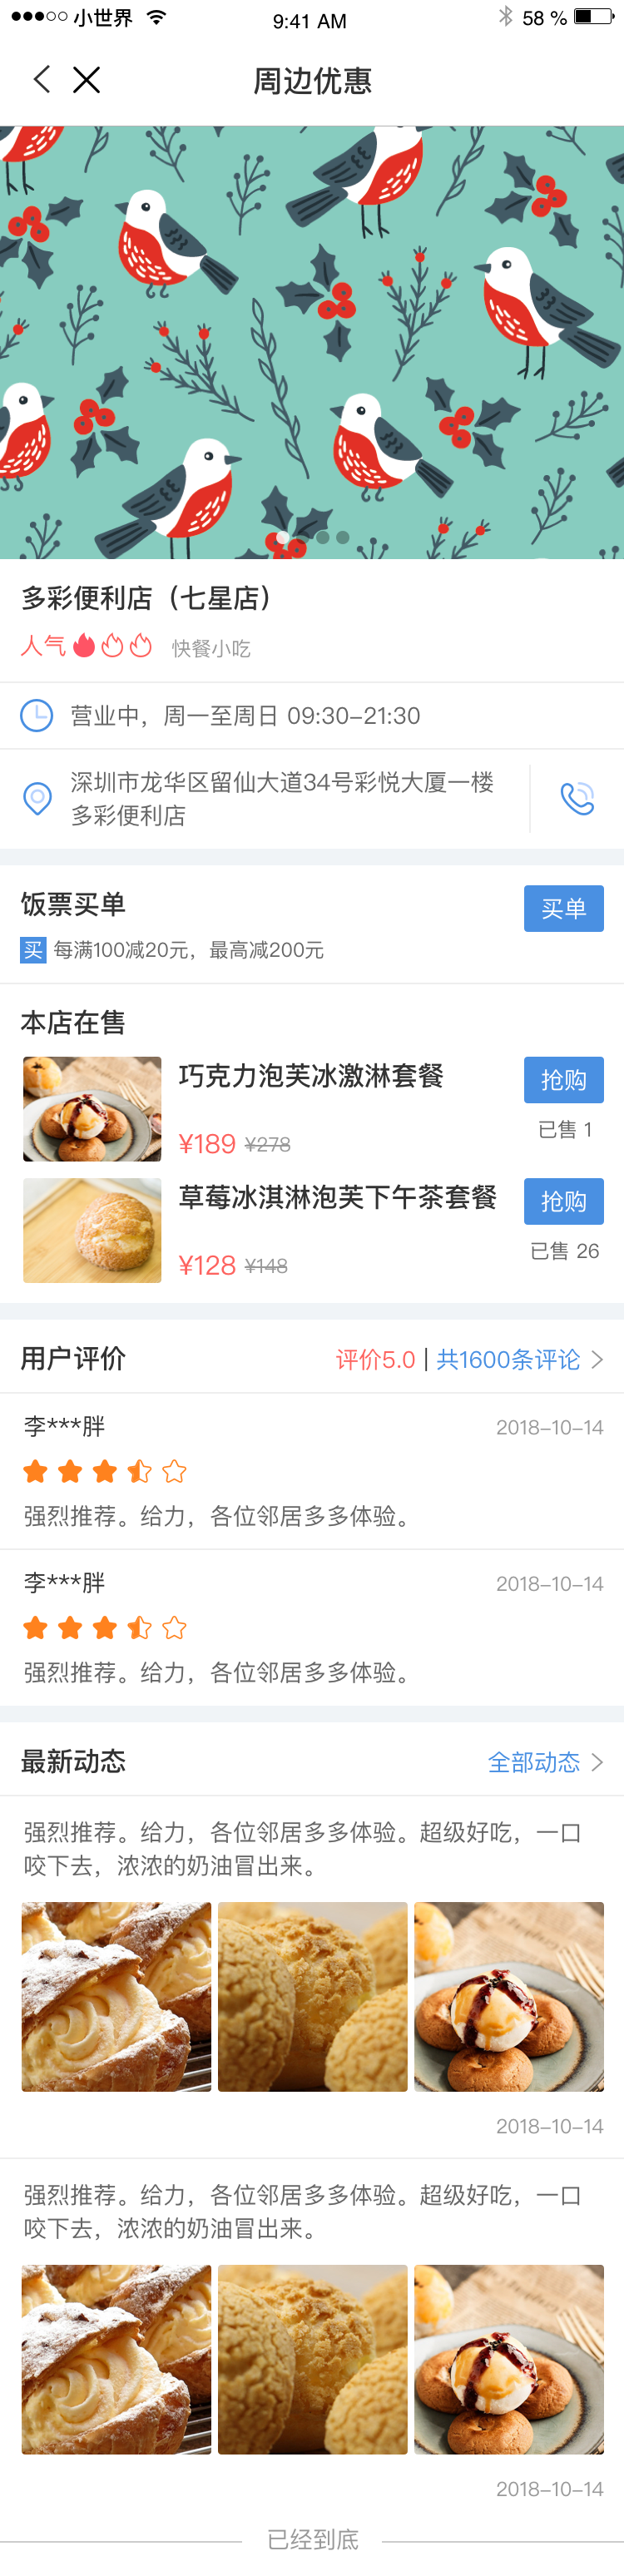 小世界 9:41 AM 58 %
周边优惠
多彩便利店（七星店）
人气 快餐小吃
营业中，周一至周日 09:30-21:30
深圳市龙华区留仙大道34号彩悦大厦一楼
多彩便利店
饭票买单 买单
买 每满100减20元，最高减200元
本店在售
巧克力泡芙冰激淋套餐 抢购
¥189 ¥278 已售 1
草莓冰淇淋泡芙下午茶套餐 抢购
¥128 ¥148 已售 26
用户评价 评价5.0 | 共1600条评论
李***胖 2018-10-14
强烈推荐。给力，各位邻居多多体验。
李***胖 2018-10-14
强烈推荐。给力，各位邻居多多体验。
最新动态 全部动态
强烈推荐。给力，各位邻居多多体验。超级好吃，一口
咬下去，浓浓的奶油冒出来。
2018-10-14
强烈推荐。给力，各位邻居多多体验。超级好吃，一口
咬下去，浓浓的奶油冒出来。
2018-10-14
已经到底